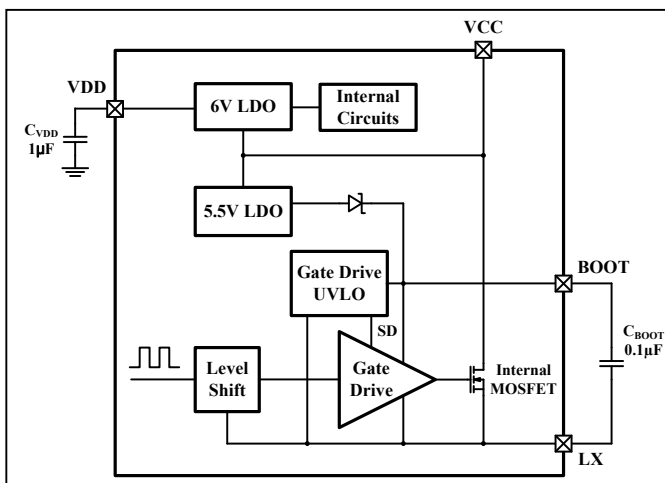 VCC
VDD
6V LDO
Internal
Circuits
CVDD
1µF
5.5V LDO
Gate Drive
UVLO
BOOT
SD
CBOOT
0.1µF
Level
Shift
Gate
Drive
Internal
MOSFET
LX